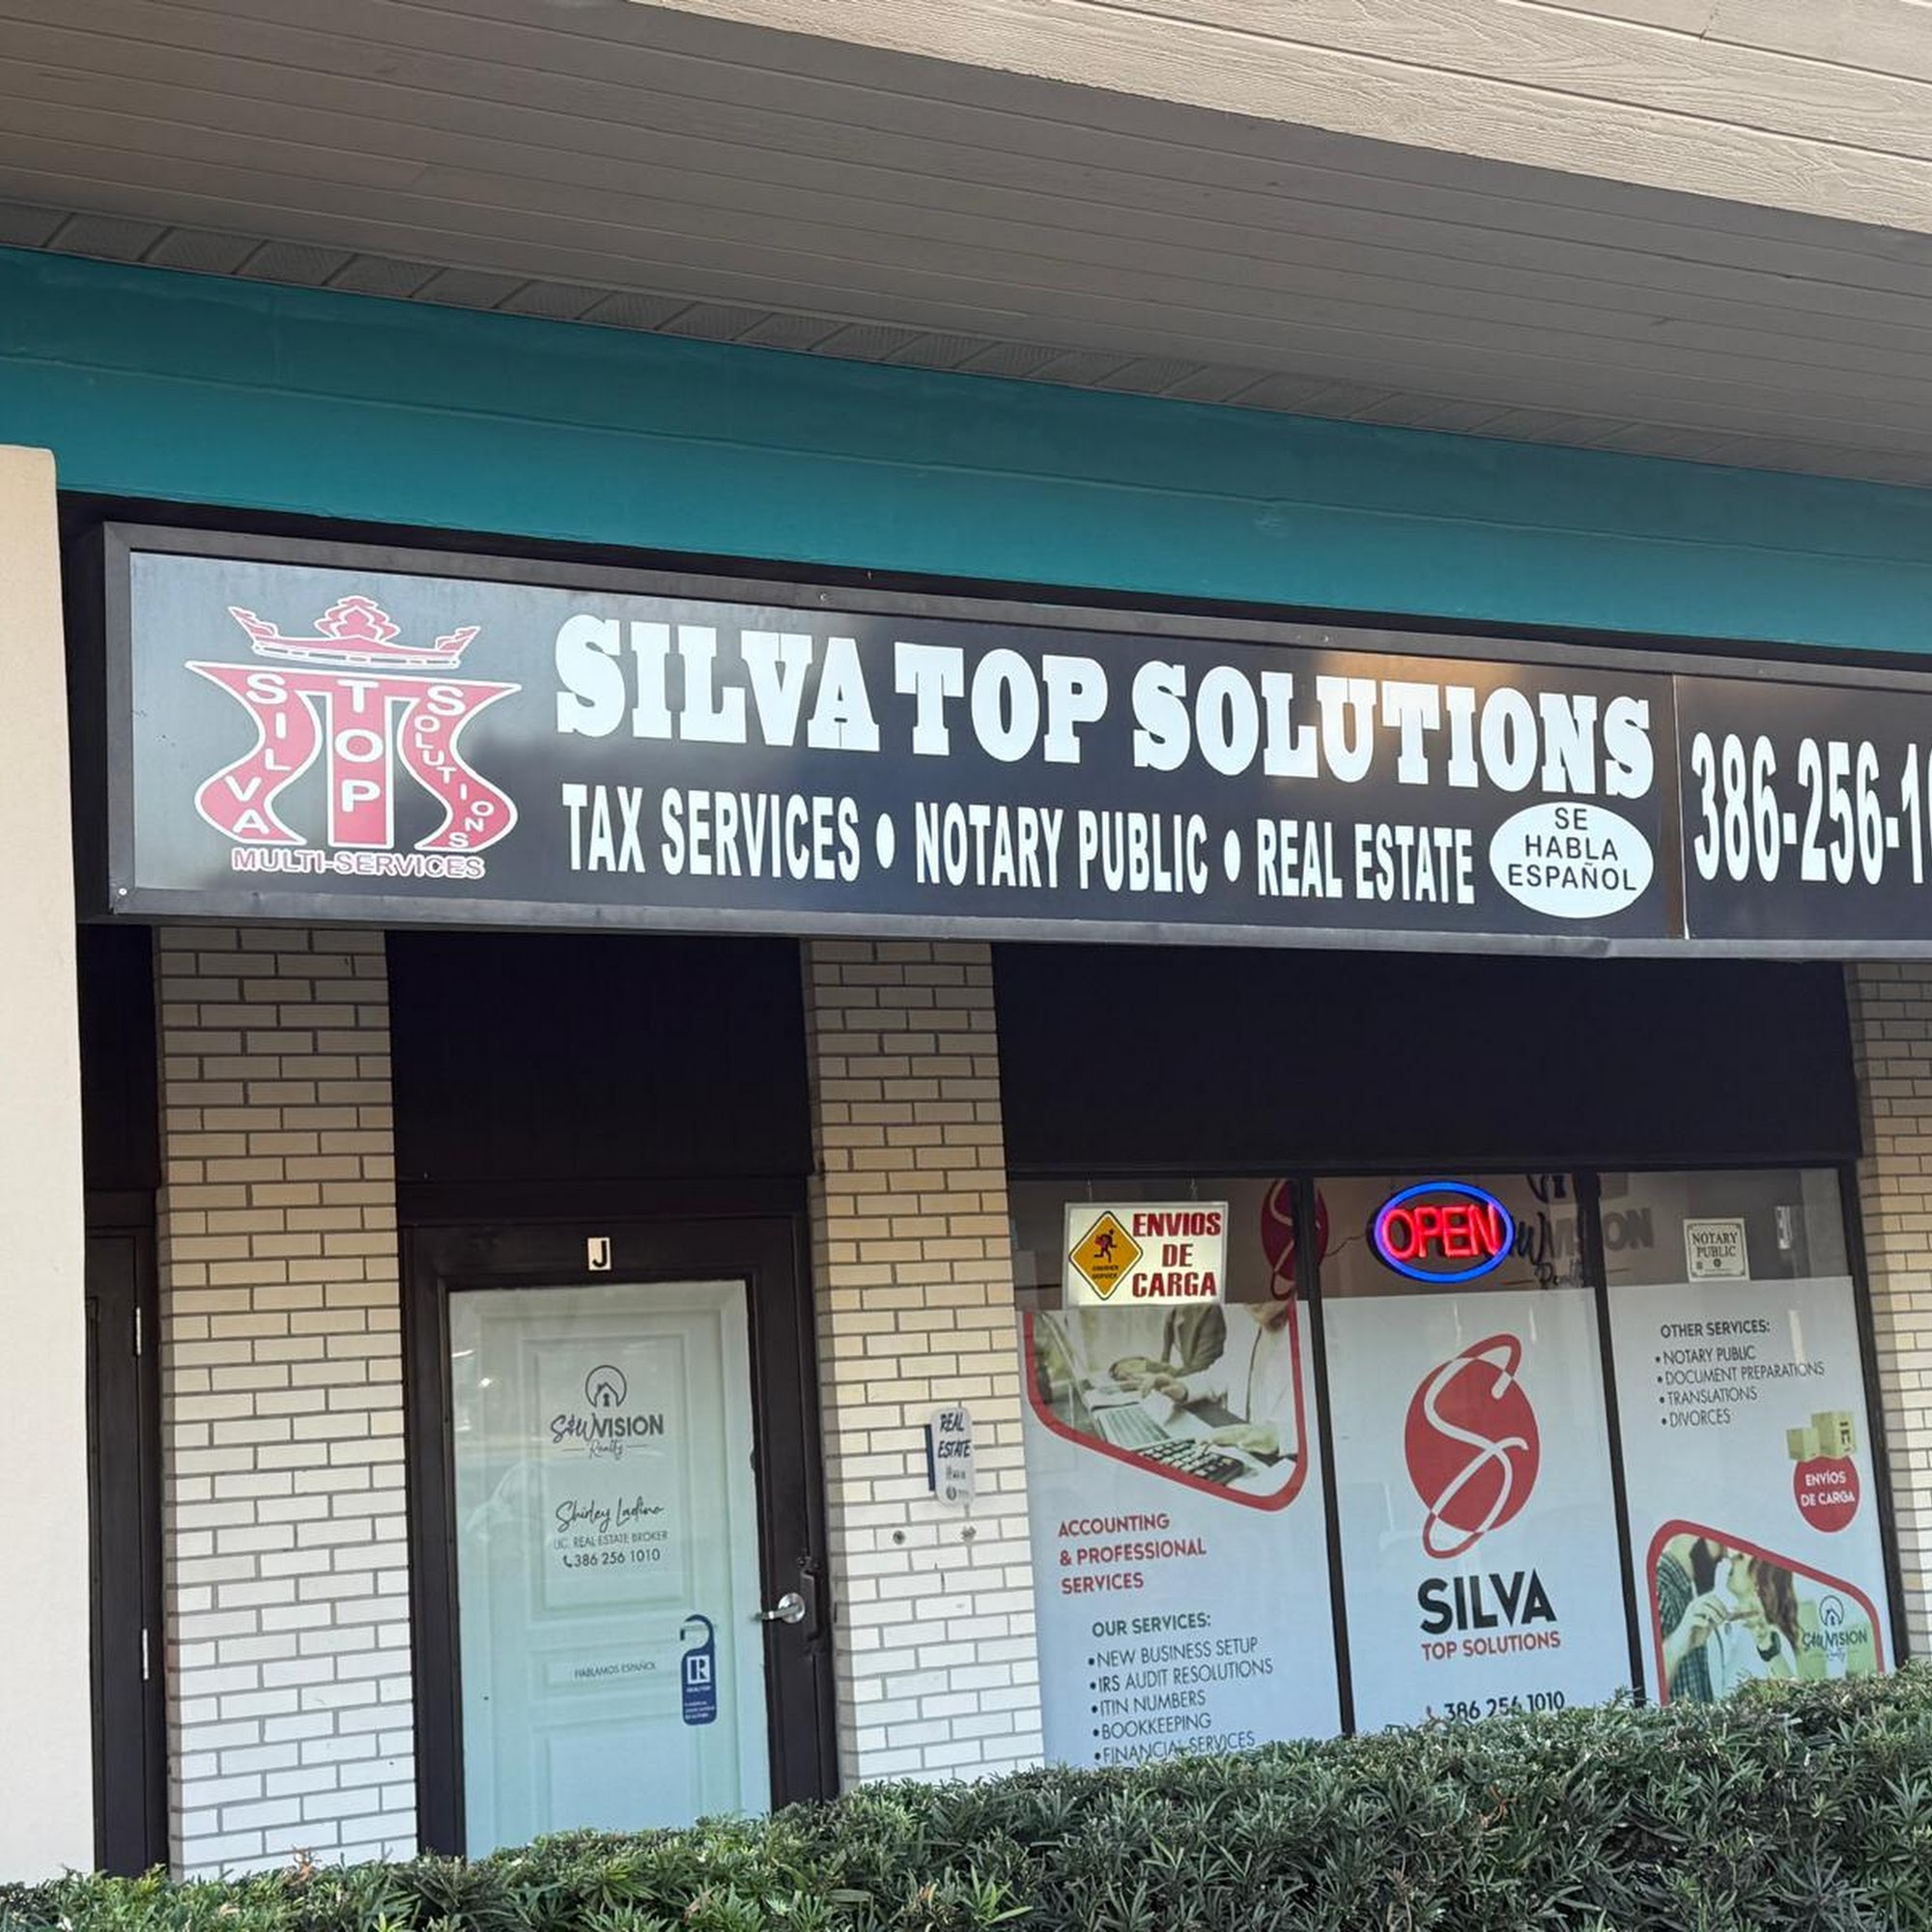 SILVA TOP SOLUTIONS
MULTI-SERVICES
SILVA TOP SOLUTIONS
TAX SERVICES • NOTARY PUBLIC • REAL ESTATE
SE
HABLA
ESPAÑOL
386-256-1
J
S&W VISION
Realty
Shirley Ladino
LIC. REAL ESTATE BROKER
386 256 1010
HABLAMOS ESPAÑOL
R
REAL
ESTATE
ENVIOS
DE
CARGA
OPEN
VISION
Realty
NOTARY
PUBLIC
ACCOUNTING
& PROFESSIONAL
SERVICES
OUR SERVICES:
• NEW BUSINESS SETUP
• IRS AUDIT RESOLUTIONS
• ITIN NUMBERS
• BOOKKEEPING
• FINANCIAL SERVICES
SILVA
TOP SOLUTIONS
386 256 1010
OTHER SERVICES:
• NOTARY PUBLIC
• DOCUMENT PREPARATIONS
• TRANSLATIONS
• DIVORCES
ENVÍOS
DE CARGA
S&W VISION
Realty